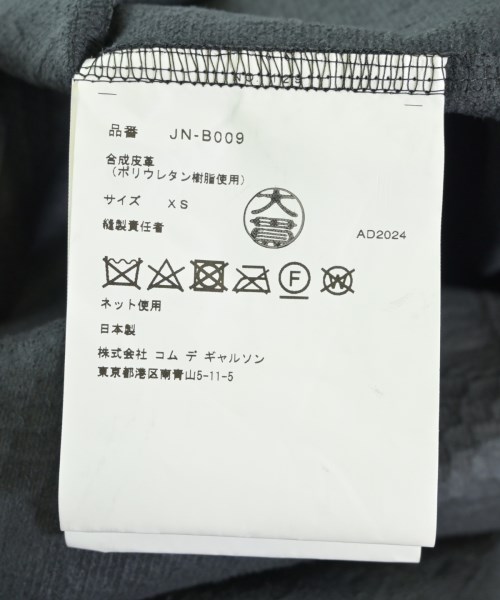 品番 JN-B009
合成皮革
(ポリウレタン樹脂使用)
サイズ XS
縫製責任者
大貫
AD2024
F
W
ネット使用
日本製
株式会社 コム デ ギャルソン
東京都港区南青山5-11-5